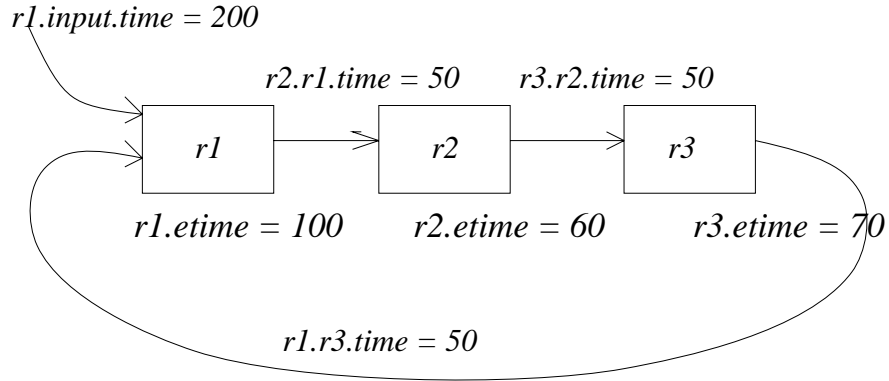 r1.input.time = 200
r2.r1.time = 50
r3.r2.time = 50
r1
r2
r3
r1.etime = 100
r2.etime = 60
r3.etime = 70
r1.r3.time = 50